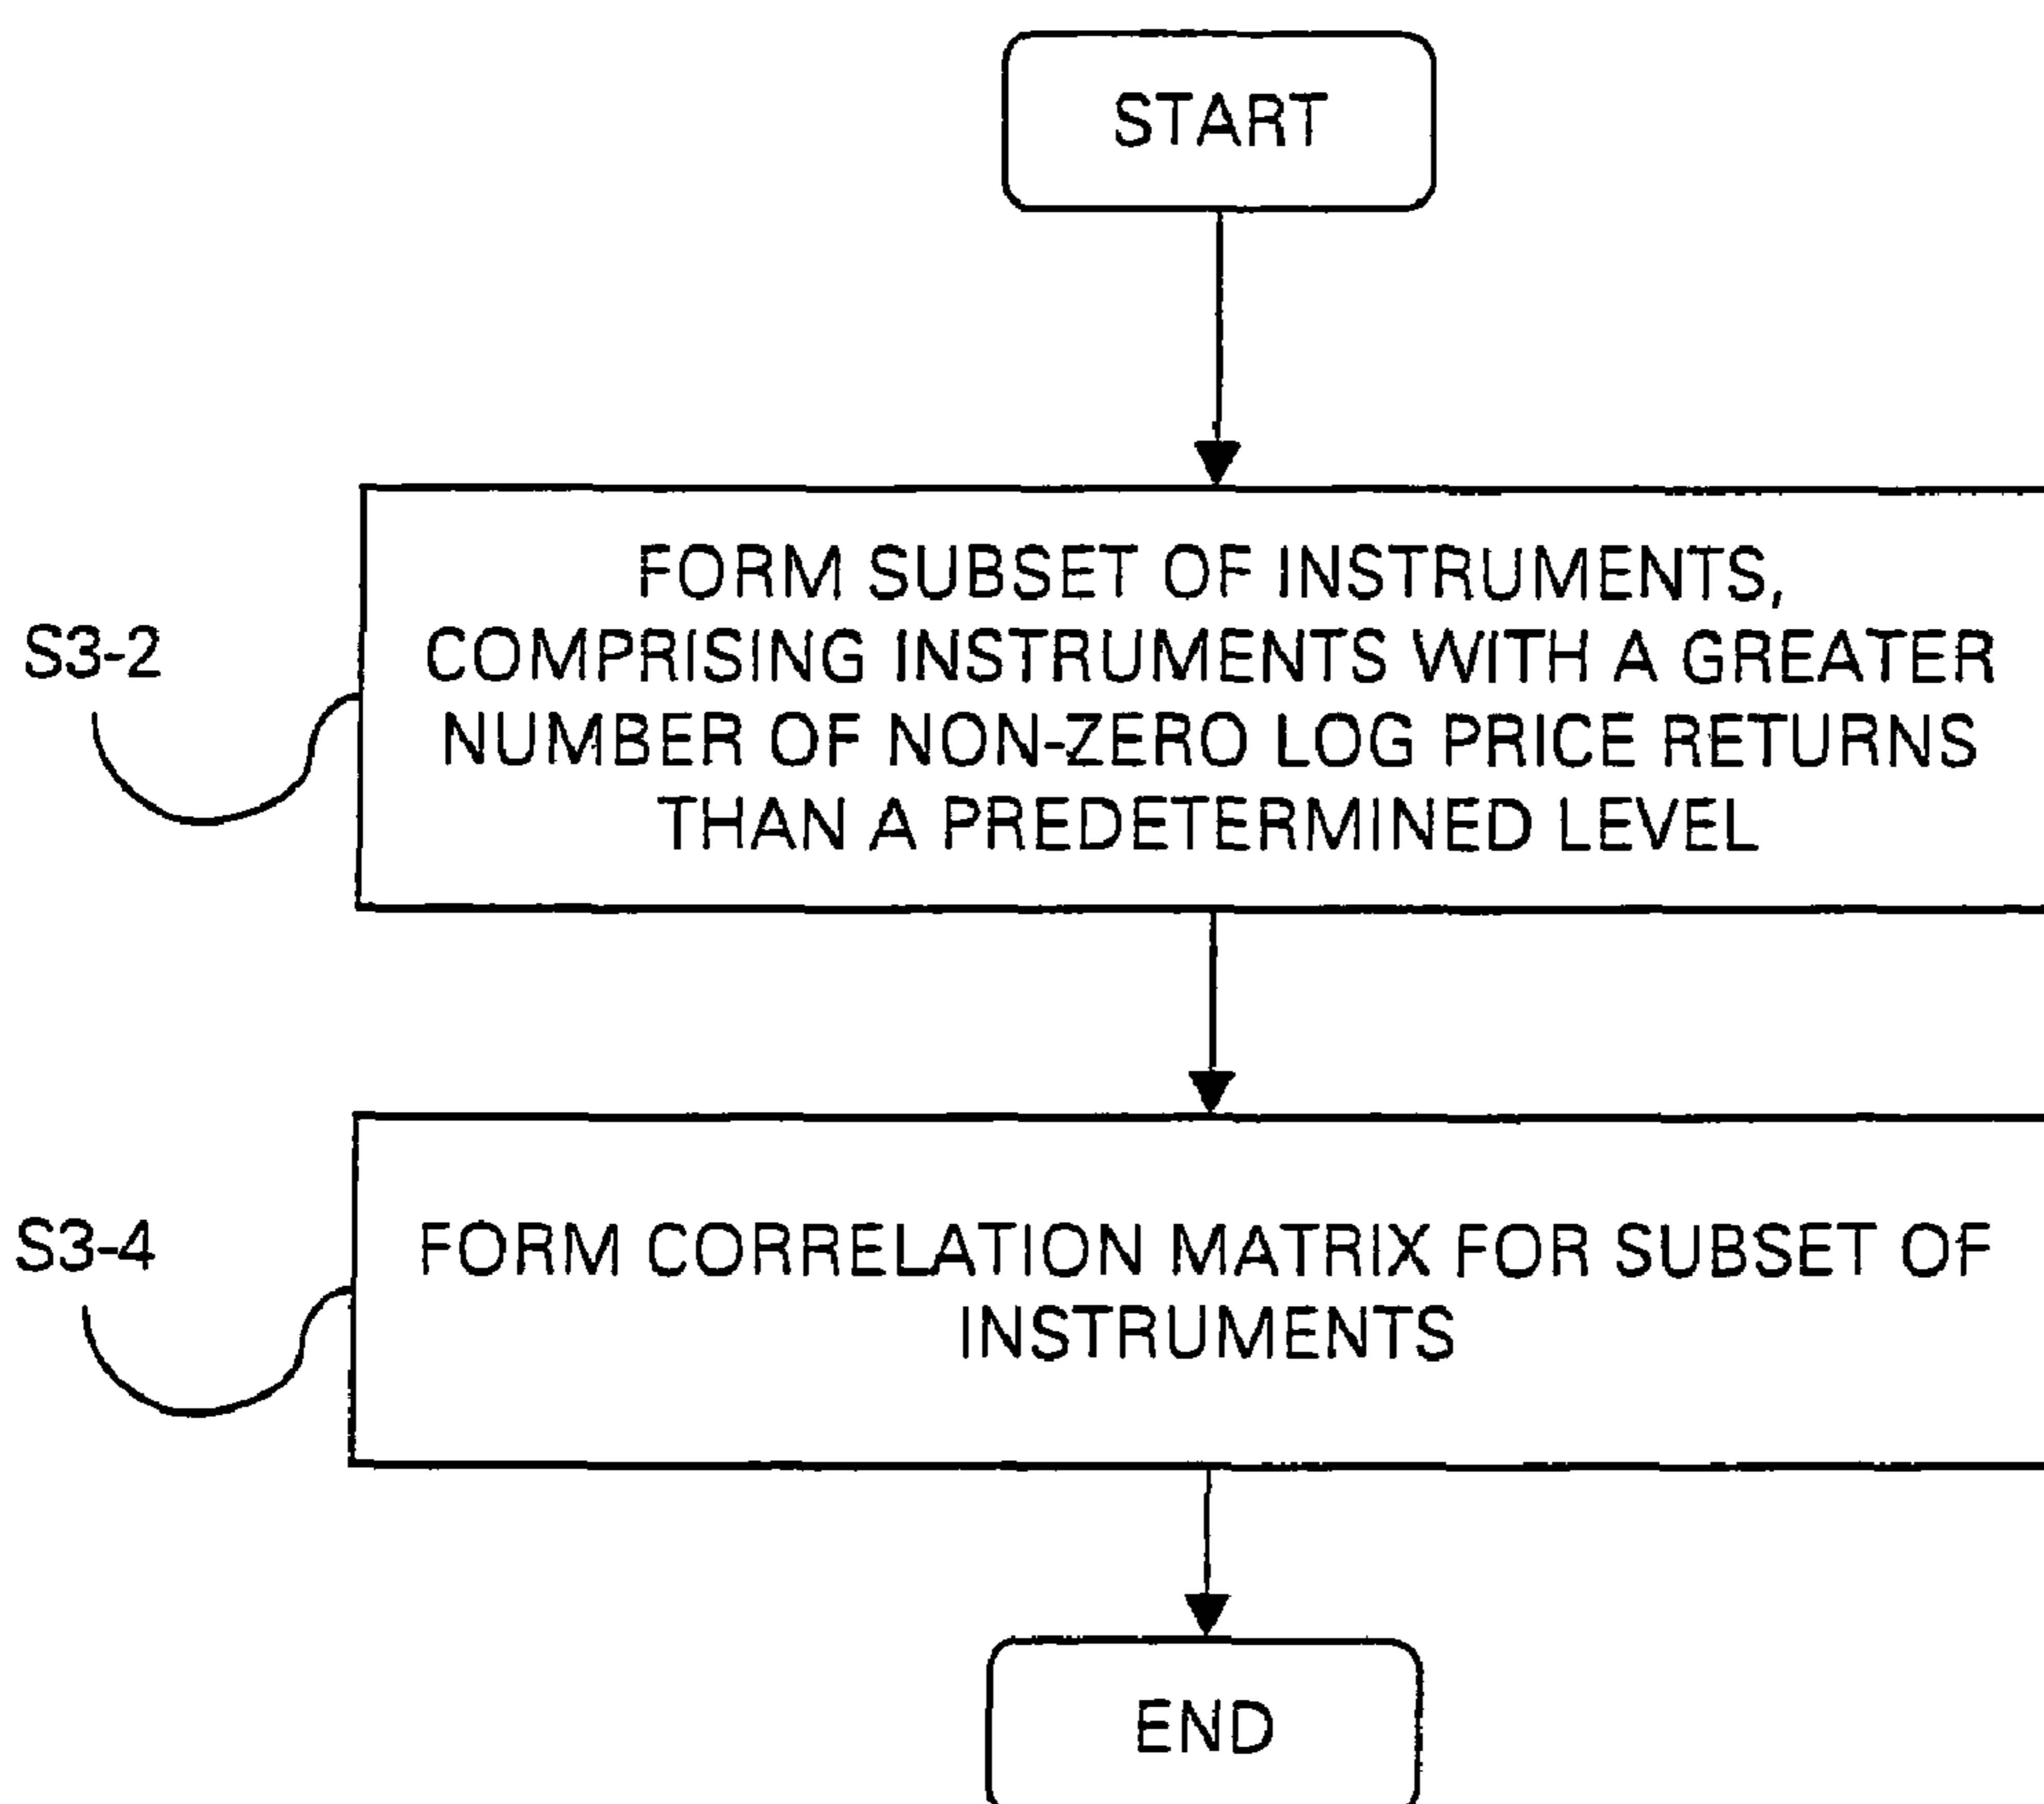 START
FORM SUBSET OF INSTRUMENTS,
COMPRISING INSTRUMENTS WITH A GREATER
NUMBER OF NON-ZERO LOG PRICE RETURNS
THAN A PREDETERMINED LEVEL
S3-2
FORM CORRELATION MATRIX FOR SUBSET OF
INSTRUMENTS
S3-4
END